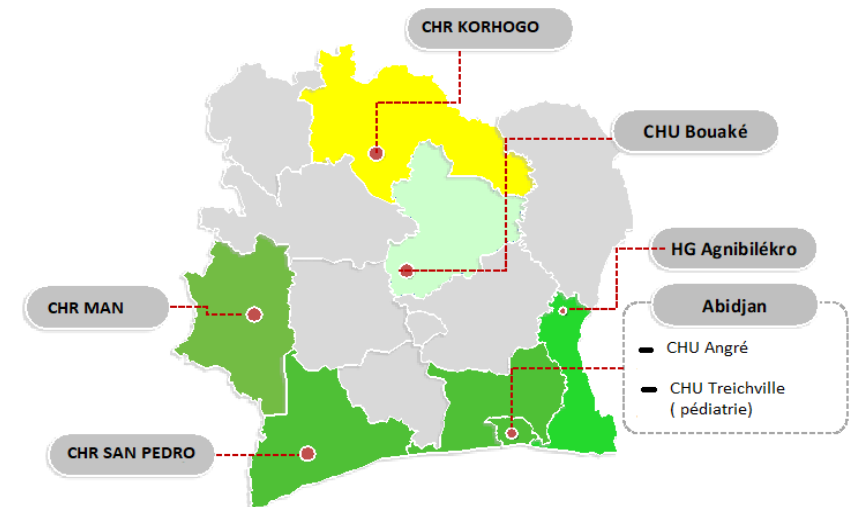 CHR KORHOGO
CHU Bouaké
HG Agnibilékro
CHR MAN
Abidjan
CHU Angré
CHU Treichville
( pédiatrie)
CHR SAN PEDRO